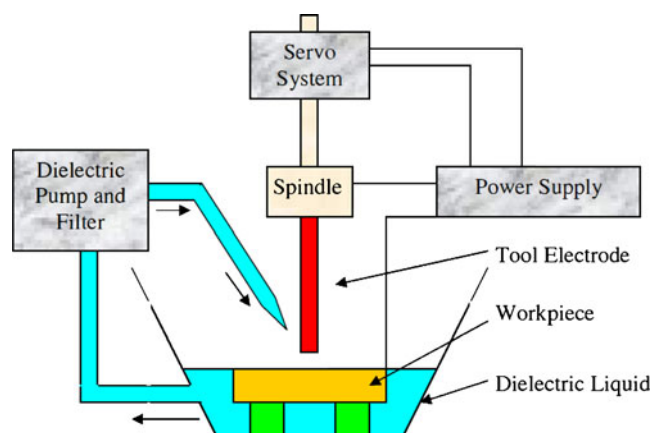 Servo
System
Dielectric
Pump and
Filter
Spindle
Power Supply
Tool Electrode
Workpiece
Dielectric Liquid